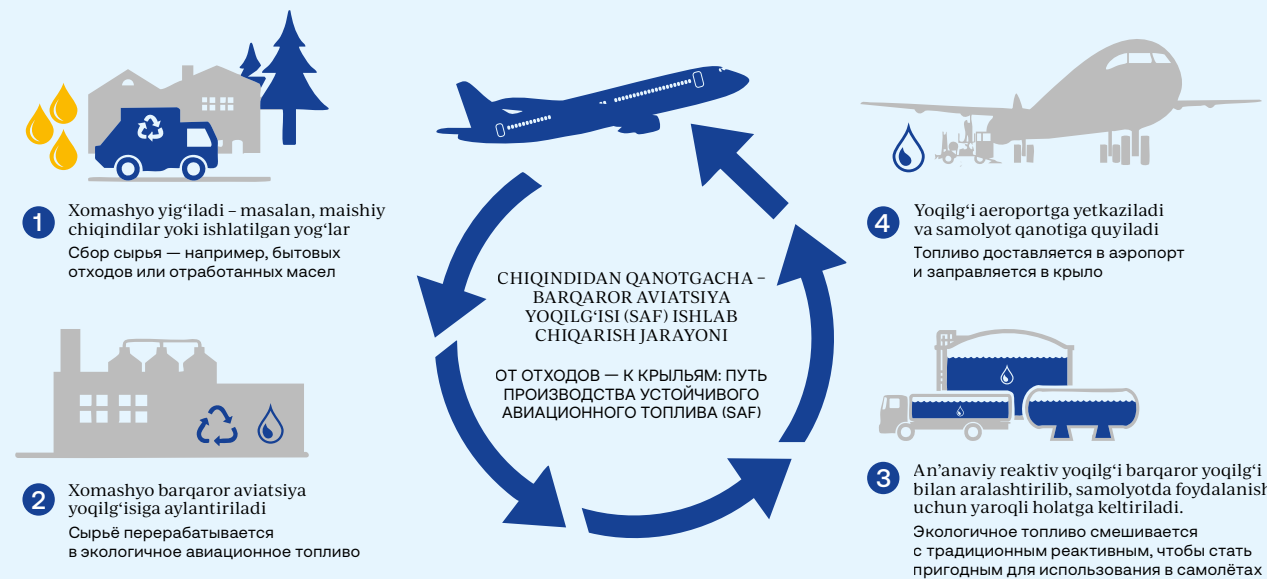 1
Xomashyo yig‘iladi – masalan, maishiy
chiqindilar yoki ishlatilgan yog‘lar
Сбор сырья — например, бытовых
отходов или отработанных масел
2
Xomashyo barqaror aviatsiya
yoqilg‘isiga aylantiriladi
Сырьё перерабатывается
в экологичное авиационное топливо
CHIQINDIDAN QANOTGACHA –
BARQAROR AVIATSIYA
YOQILG‘ISI (SAF) ISHLAB
CHIQARISH JARAYONI
ОТ ОТХОДОВ — К КРЫЛЬЯМ: ПУТЬ
ПРОИЗВОДСТВА УСТОЙЧИВОГО
АВИАЦИОННОГО ТОПЛИВА (SAF)
4
Yoqilg‘i aeroportga yetkaziladi
va samolyot qanotiga quyiladi
Топливо доставляется в аэропорт
и заправляется в крыло
3
An’anaviy reaktiv yoqilg‘i barqaror yoqilg‘i
bilan aralashtirilib, samolyotda foydalanish
uchun yaroqli holatga keltiriladi.
Экологичное топливо смешивается
с традиционным реактивным, чтобы стать
пригодным для использования в самолётах